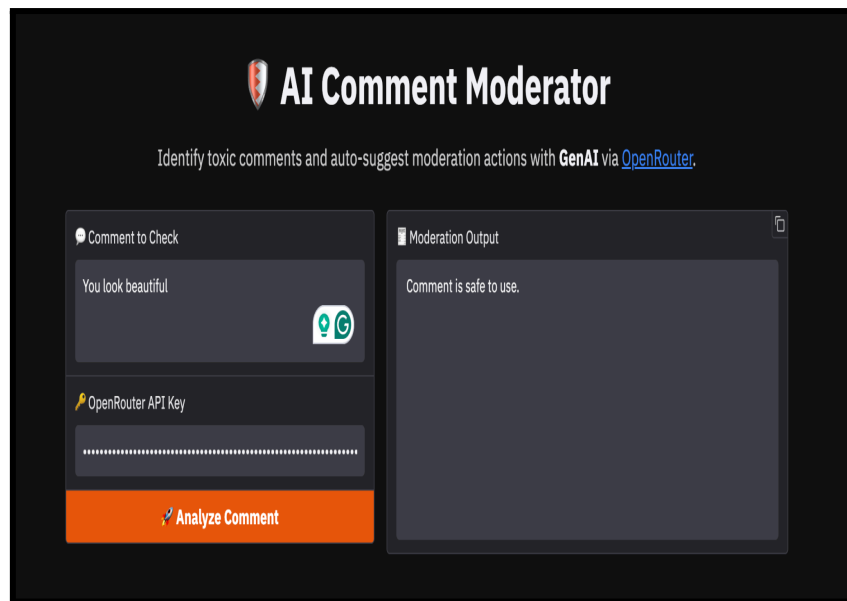 AI Comment Moderator
Identify toxic comments and auto-suggest moderation actions with GenAI via OpenRouter.
Comment to Check
You look beautiful
OpenRouter API Key
Analyze Comment
Moderation Output
Comment is safe to use.